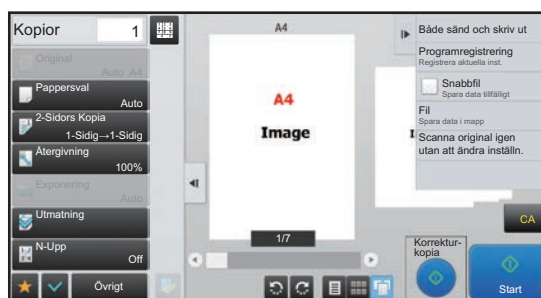 Kopior 1
Original
Auto A4
Pappersval
Auto
2-Sidors Kopia
1-Sidig→1-Sidig
Återgivning
100%
Exponering
Auto
Utmatning
N-Upp
Off
Övrigt
A4
A4
Image
I
1/7
Både sänd och skriv ut
Programregistrering
Registrera aktuella inst.
Snabbfil
Spara data tillfälligt
Fil
Spara data i mapp
Scanna original igen
utan att ändra inställn.
CA
Korrektur-
kopia
Start